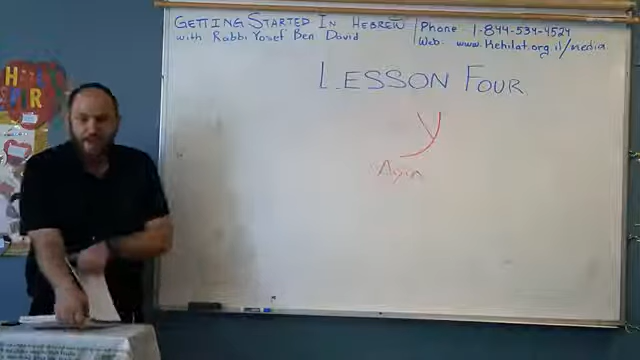 GETTING STARTED IN HEBREW
with Rabbi Yosef Ben David
Phone: 1-844-534-4524
Web: www.Kehilat.org.il/media
LESSON FOUR
ע
Ayin